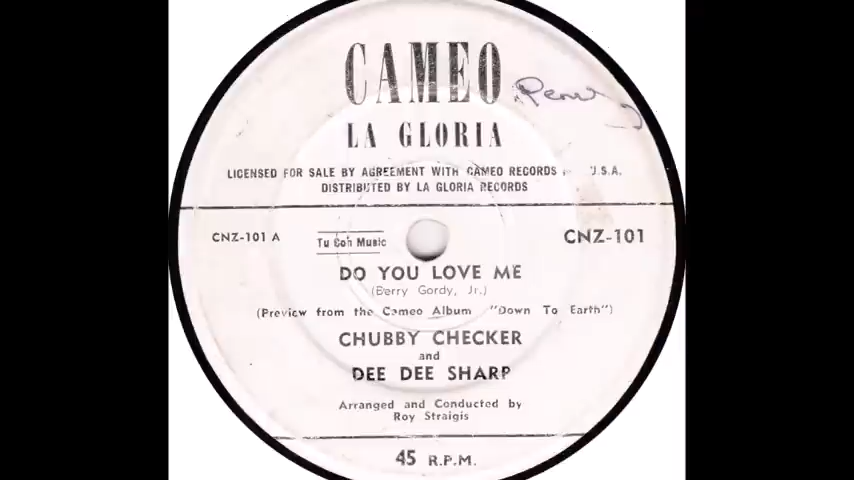 CAMEO
LA GLORIA
LICENSED FOR SALE BY AGREEMENT WITH CAMEO RECORDS U.S.A.
DISTRIBUTED BY LA GLORIA RECORDS
CNZ-101 A
Tu Son Music
CNZ-101
DO YOU LOVE ME
(Berry Gordy, Jr.)
(Preview from the Cameo Album "Down To Earth")
CHUBBY CHECKER
and
DEE DEE SHARP
Arranged and Conducted by
Roy Straigis
45 R.P.M.